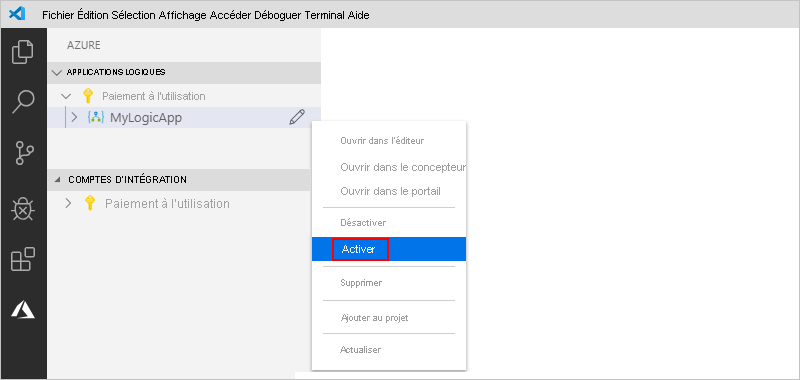 Fichier Édition Sélection Affichage Accéder Déboguer Terminal Aide
AZURE
APPLICATIONS LOGIQUES
Paiement à l'utilisation
MyLogicApp
Ouvrir dans l'éditeur
Ouvrir dans le concepteur
Ouvrir dans le portail
COMPTES D'INTÉGRATION
Paiement à l'utilisation
Désactiver
Activer
Supprimer
Ajouter au projet
Actualiser